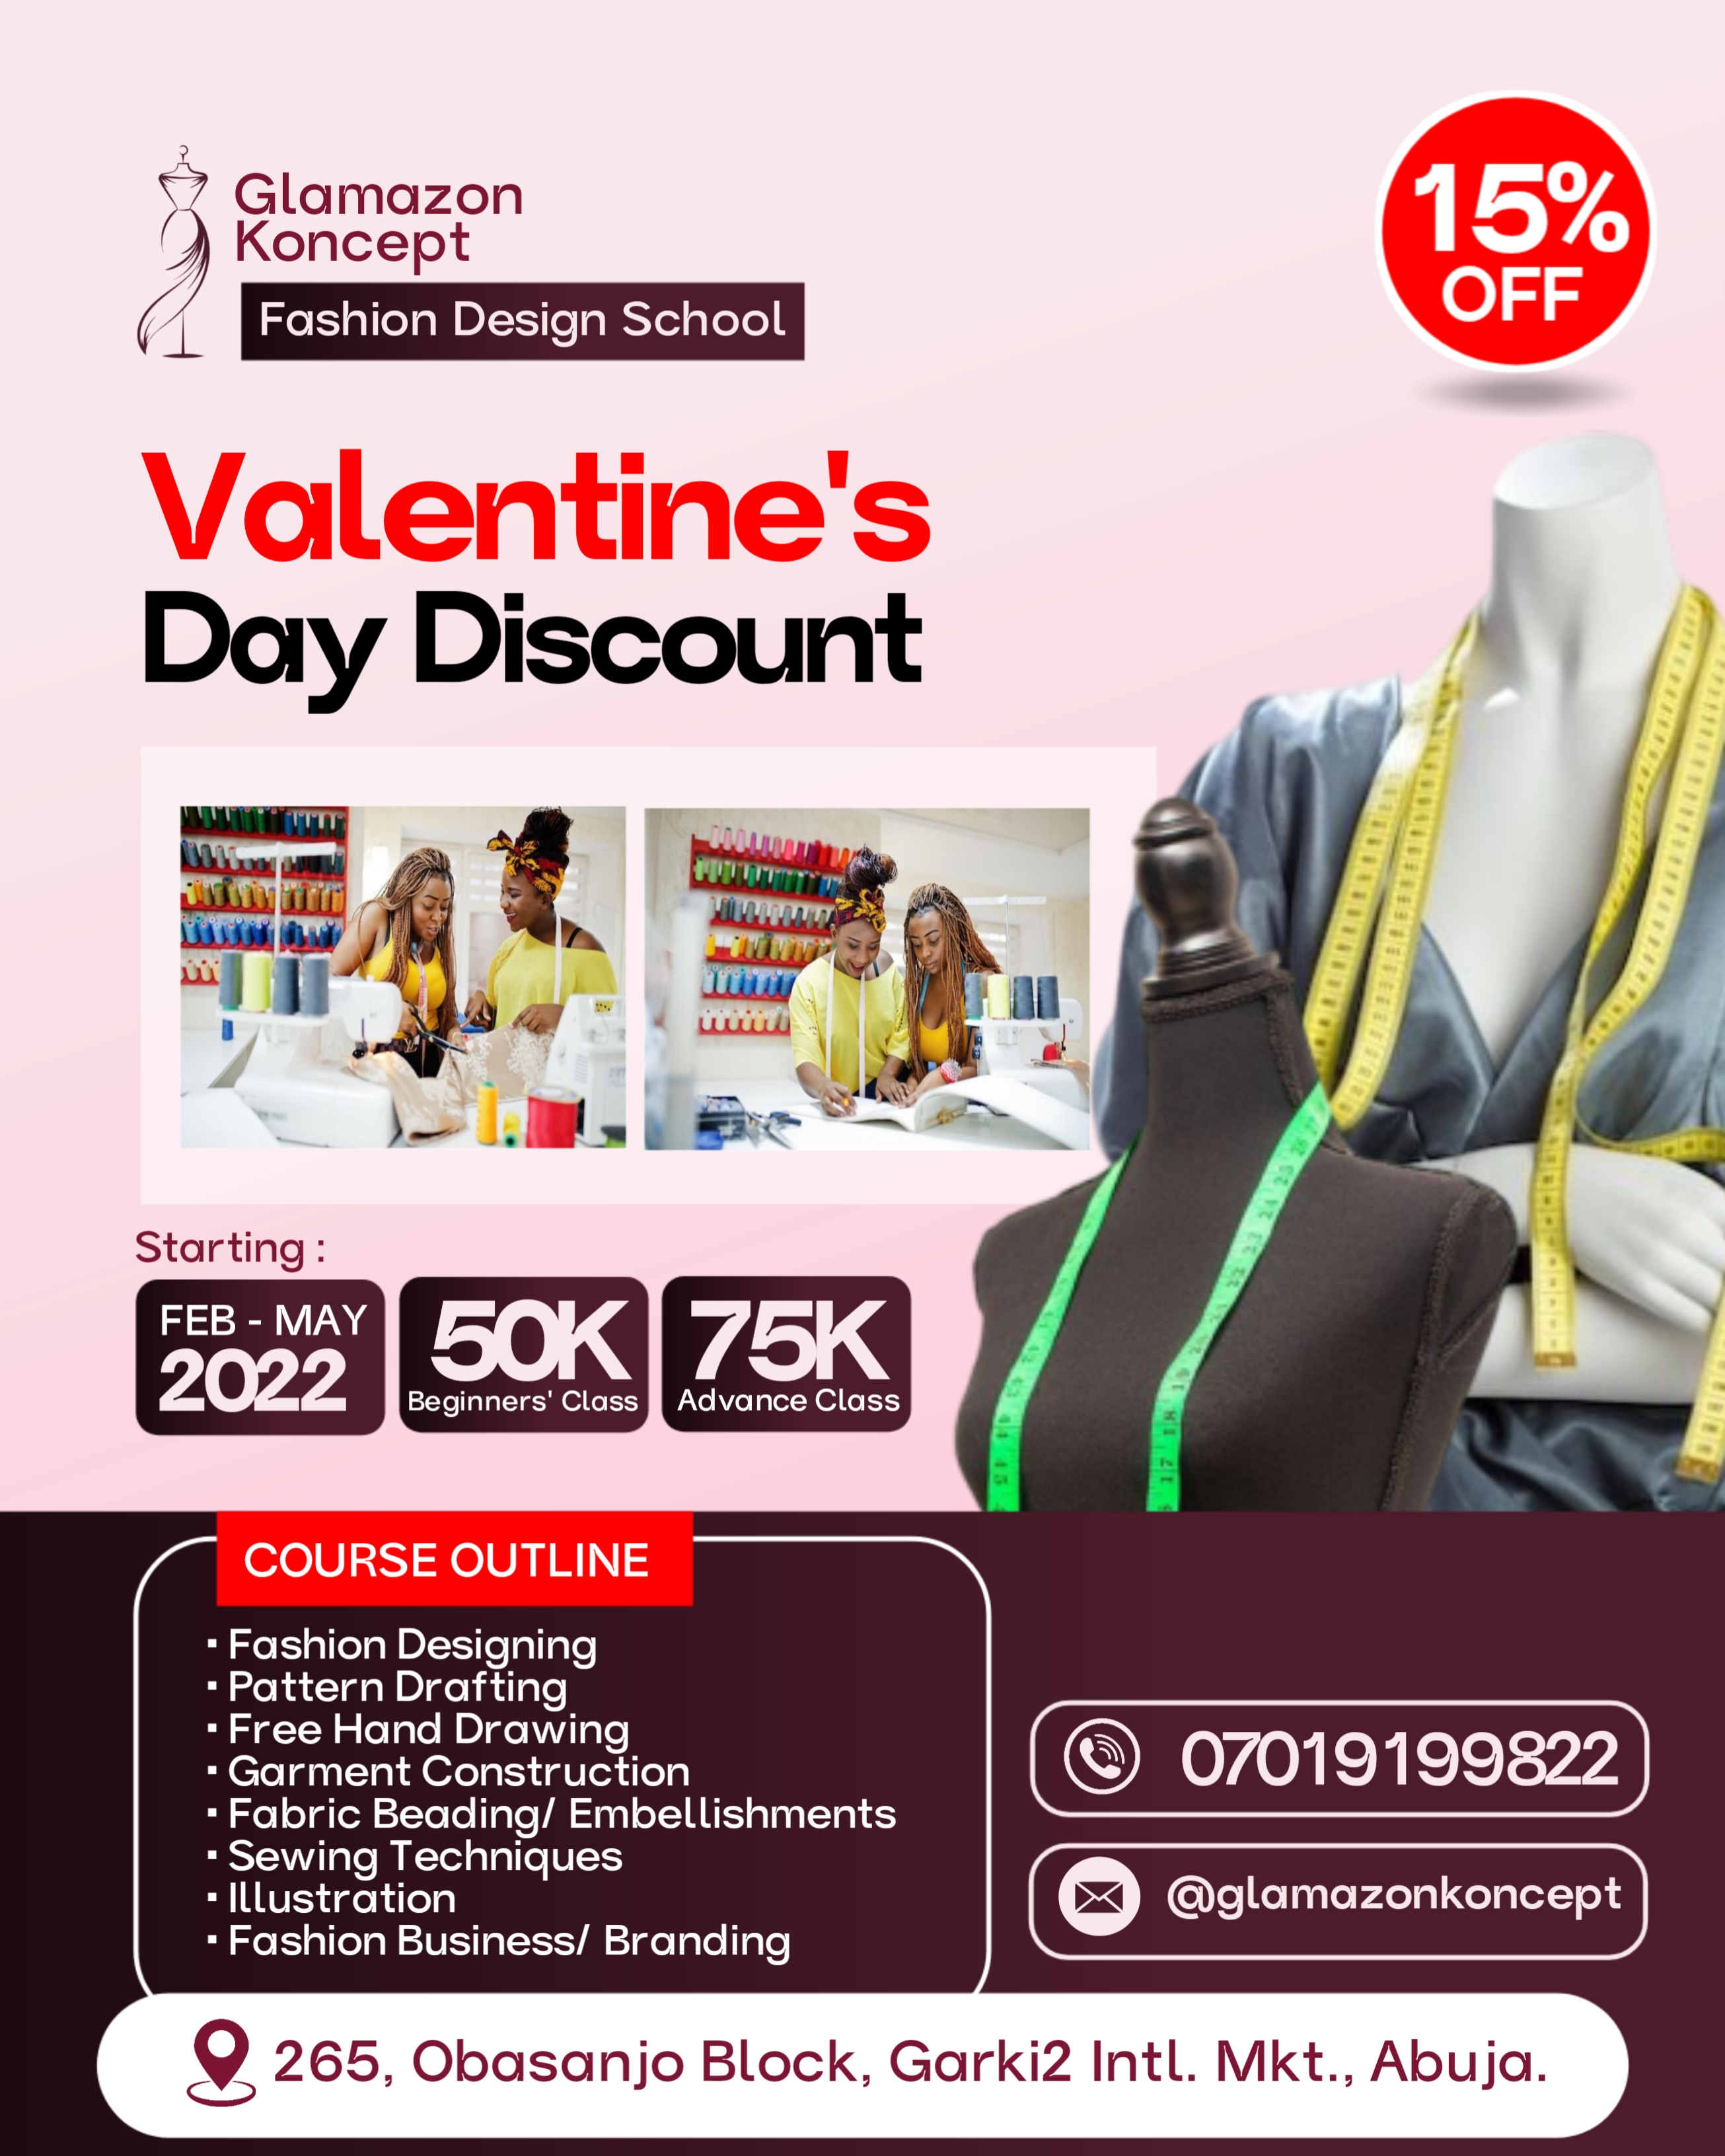 Glamazon
Koncept
Fashion Design School
15%
OFF
Valentine's
Day Discount
Starting :
FEB - MAY
2022
50K
Beginners' Class
75K
Advance Class
COURSE OUTLINE
· Fashion Designing
· Pattern Drafting
· Free Hand Drawing
· Garment Construction
· Fabric Beading/ Embellishments
· Sewing Techniques
· Illustration
· Fashion Business/ Branding
07019199822
@glamazonkoncept
265, Obasanjo Block, Garki2 Intl. Mkt., Abuja.